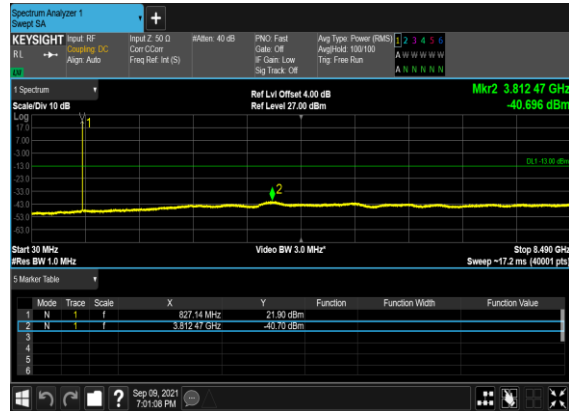 Spectrum Analyzer 1
Swept SA
+
KEYSIGHT Input: RF Input Z: 50 Ω #Atten: 40 dB PNO: Fast Avg Type: Power (RMS) 1 2 3 4 5 6
RL Coupling: DC Corr CCorr Gate: Off Avg|Hold: 100/100 A W W W W W
Align: Auto Freq Ref: Int (S) IF Gain: Low Trig: Free Run
Sig Track: Off A N N N N N
1 Spectrum Ref Lvl Offset 4.00 dB Mkr2 3.812 47 GHz
Scale/Div 10 dB Ref Level 27.00 dBm -40.696 dBm
Log
17.0
7.00
-3.00
-13.0
-23.0
-33.0
-43.0
-53.0
-63.0
1
DL1 -13.00 dBm
2
Start 30 MHz Video BW 3.0 MHz* Stop 8.490 GHz
#Res BW 1.0 MHz Sweep ~17.2 ms (40001 pts)
5 Marker Table
Mode Trace Scale X Y Function Function Width Function Value
1 N 1 f 827.14 MHz 21.90 dBm
2 N 1 f 3.812 47 GHz -40.70 dBm
3
4
5
6
? Sep 09, 2021
7:01:08 PM